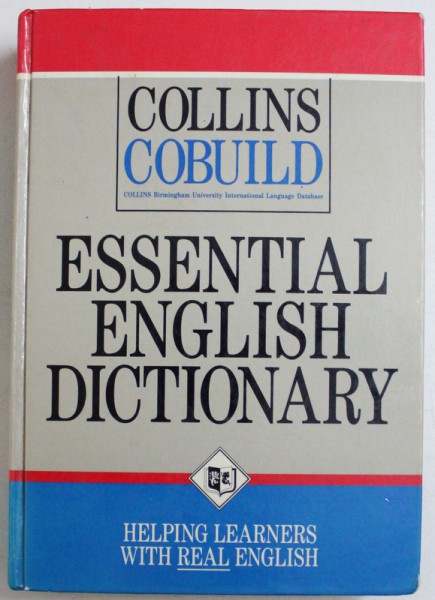 COLLINS
COBUILD
COLLINS Birmingham University International Language Database
ESSENTIAL
ENGLISH
DICTIONARY
HELPING LEARNERS
WITH REAL ENGLISH